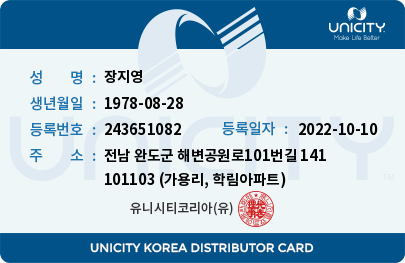 UNICITY
Make Life Better
성 명 : 장지영
생년월일 : 1978-08-28
등록번호 : 243651082 등록일자 : 2022-10-10
주 소 : 전남 완도군 해변공원로101번길 141
101103 (가용리, 학림아파트)
UNICITY
유니시티코리아(유)
UNICITY KOREA DISTRIBUTOR CARD